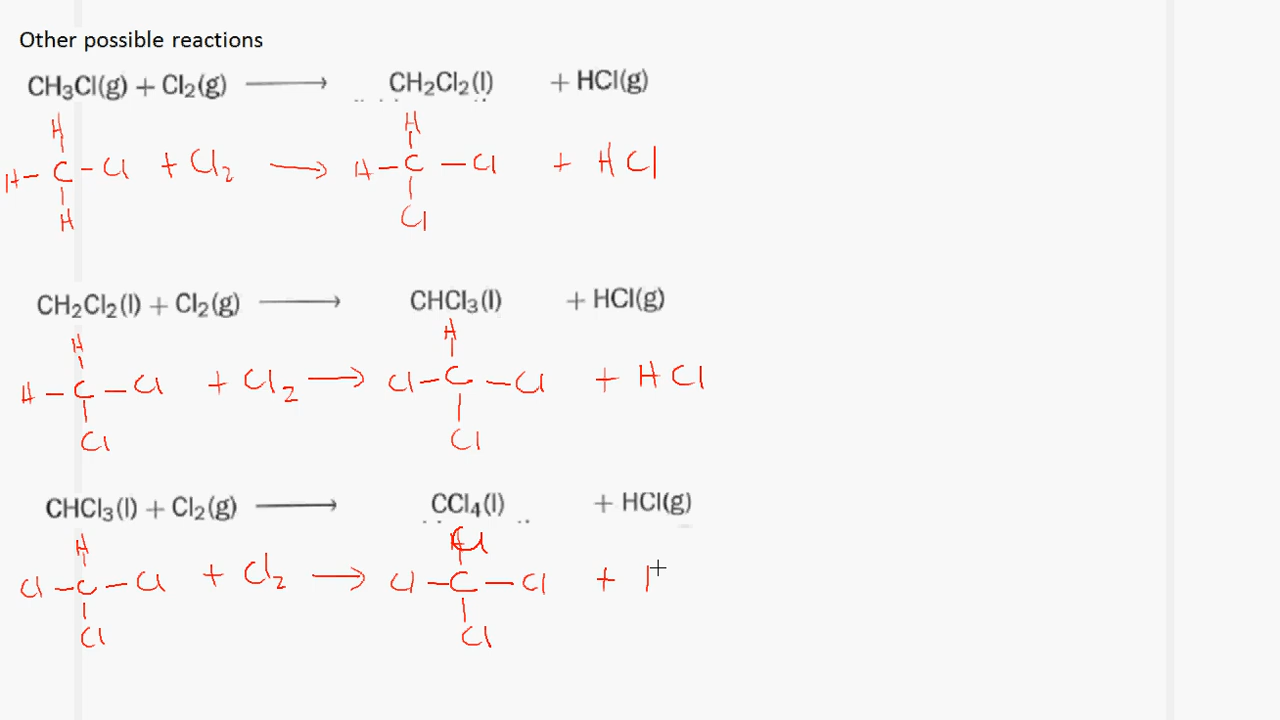 Other possible reactions
CH₃Cl(g) + Cl₂(g) ⟶ CH₂Cl₂(l) + HCl(g)
H H
H – C – Cl + Cl₂ ⟶ H – C – Cl + HCl
H Cl
CH₂Cl₂(l) + Cl₂(g) ⟶ CHCl₃(l) + HCl(g)
H H
H – C – Cl + Cl₂ ⟶ Cl – C – Cl + HCl
Cl Cl
CHCl₃(l) + Cl₂(g) ⟶ CCl₄(l) + HCl(g)
H Cl
Cl – C – Cl + Cl₂ ⟶ Cl – C – Cl +
Cl Cl